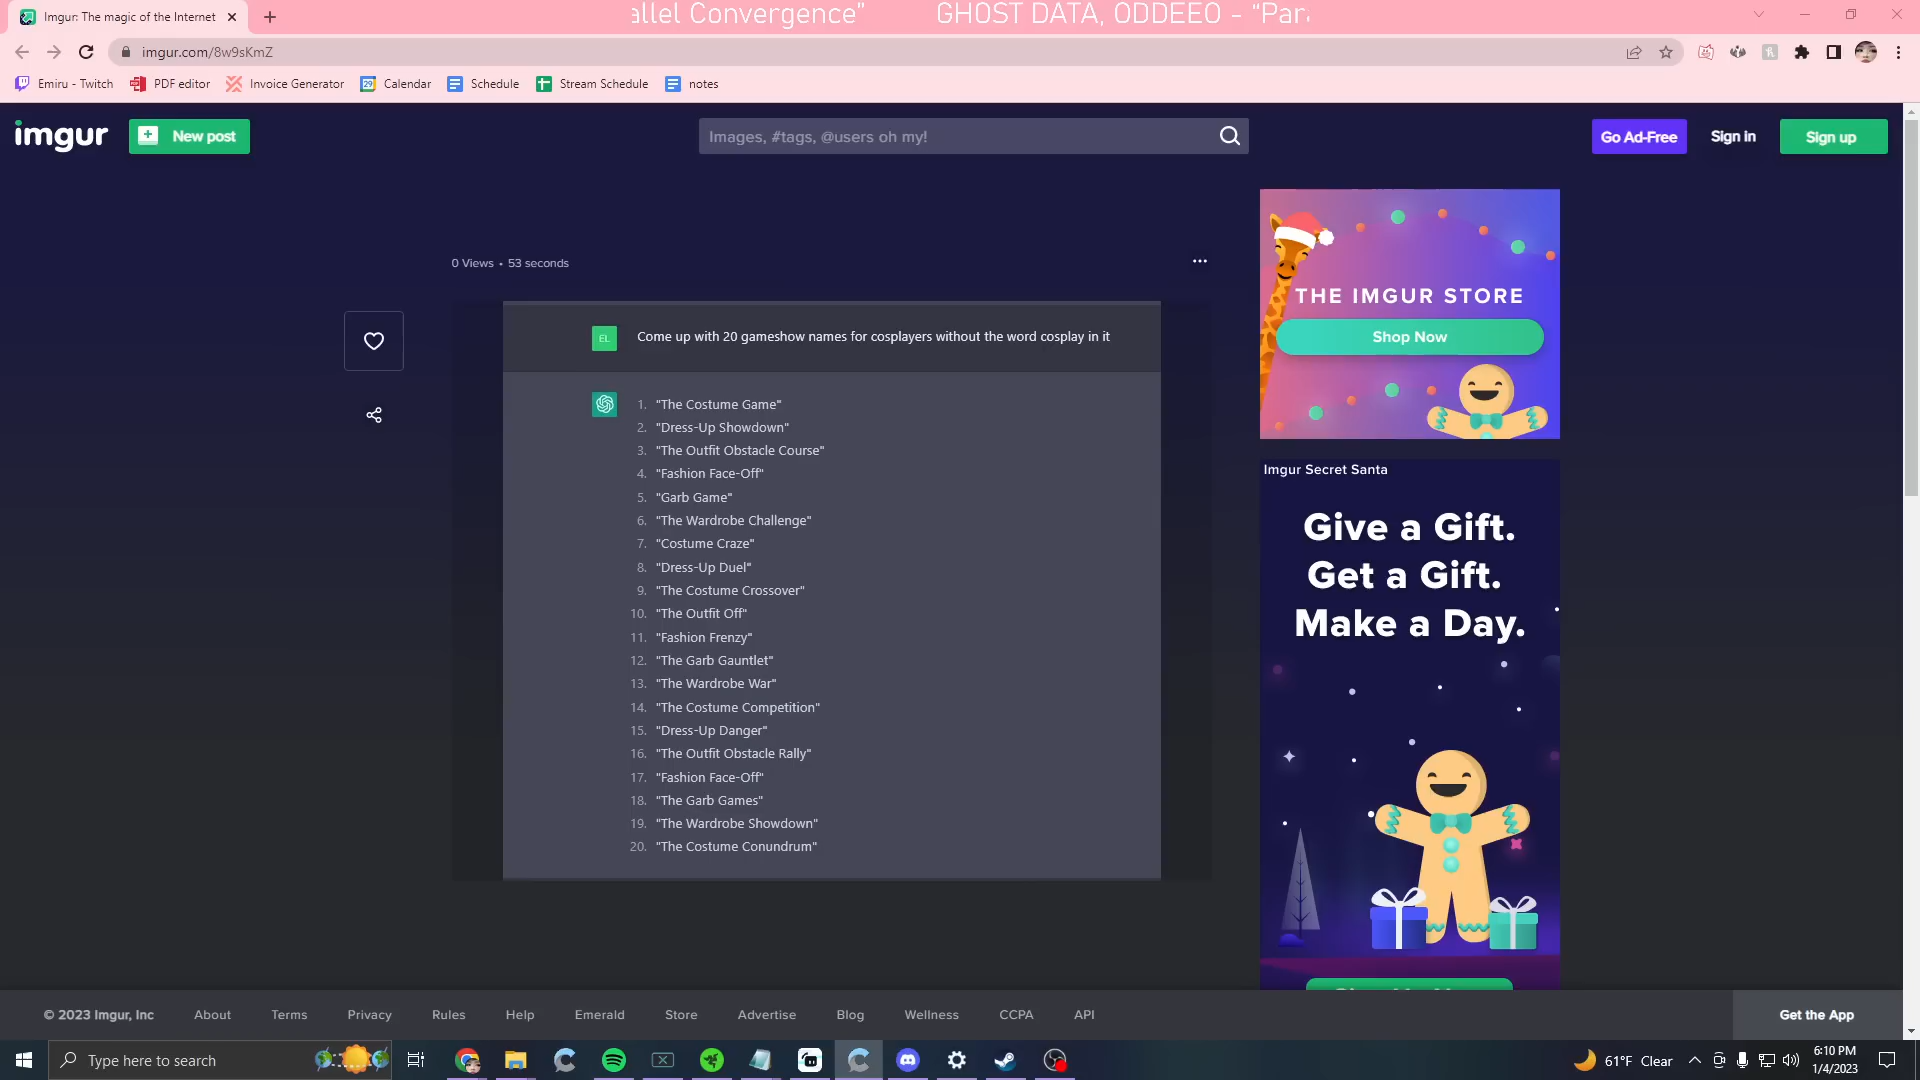 Imgur: The magic of the Internet
allel Convergence"
GHOST DATA, ODDEEO - "Par
imgur.com/8w9sKmZ
Emiru - Twitch
PDF editor
Invoice Generator
29
Calendar
Schedule
Stream Schedule
notes
imgur
New post
Images, #tags, @users oh my!
Go Ad-Free
Sign in
Sign up
0 Views • 53 seconds
THE IMGUR STORE
Shop Now
EL
Come up with 20 gameshow names for cosplayers without the word cosplay in it
1. "The Costume Game"
2. "Dress-Up Showdown"
3. "The Outfit Obstacle Course"
4. "Fashion Face-Off"
5. "Garb Game"
6. "The Wardrobe Challenge"
7. "Costume Craze"
8. "Dress-Up Duel"
9. "The Costume Crossover"
10. "The Outfit Off"
11. "Fashion Frenzy"
12. "The Garb Gauntlet"
13. "The Wardrobe War"
14. "The Costume Competition"
15. "Dress-Up Danger"
16. "The Outfit Obstacle Rally"
17. "Fashion Face-Off"
18. "The Garb Games"
19. "The Wardrobe Showdown"
20. "The Costume Conundrum"
Imgur Secret Santa
Give a Gift.
Get a Gift.
Make a Day.
© 2023 Imgur, Inc
About
Terms
Privacy
Rules
Help
Emerald
Store
Advertise
Blog
Wellness
CCPA
API
Get the App
Type here to search
61°F Clear
6:10 PM
1/4/2023